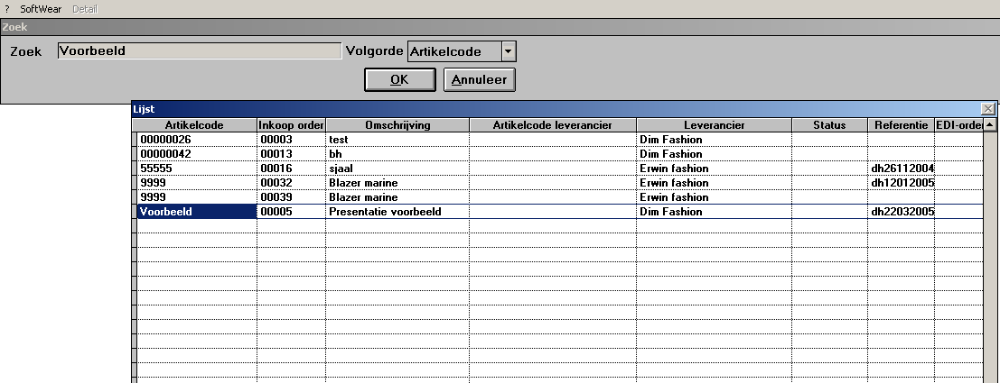 ? SoftWear Detail
Zoek
Zoek Voorbeeld Volgorde Artikelcode
OK Annuleer
Lijst
Artikelcode Inkoop order Omschrijving Artikelcode leverancier Leverancier Status Referentie EDI-order
00000026 00003 test Dim Fashion
00000042 00013 bh Dim Fashion
55555 00016 sjaal Erwin fashion dh26112004
9999 00032 Blazer marine Erwin fashion dh12012005
9999 00039 Blazer marine Erwin fashion
Voorbeeld 00005 Presentatie voorbeeld Dim Fashion dh22032005